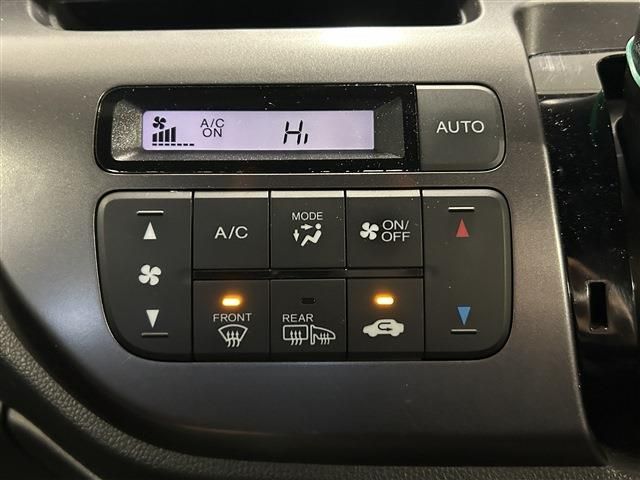 A/C
ON
Hi
AUTO
A/C
MODE
ON/
OFF
FRONT
REAR